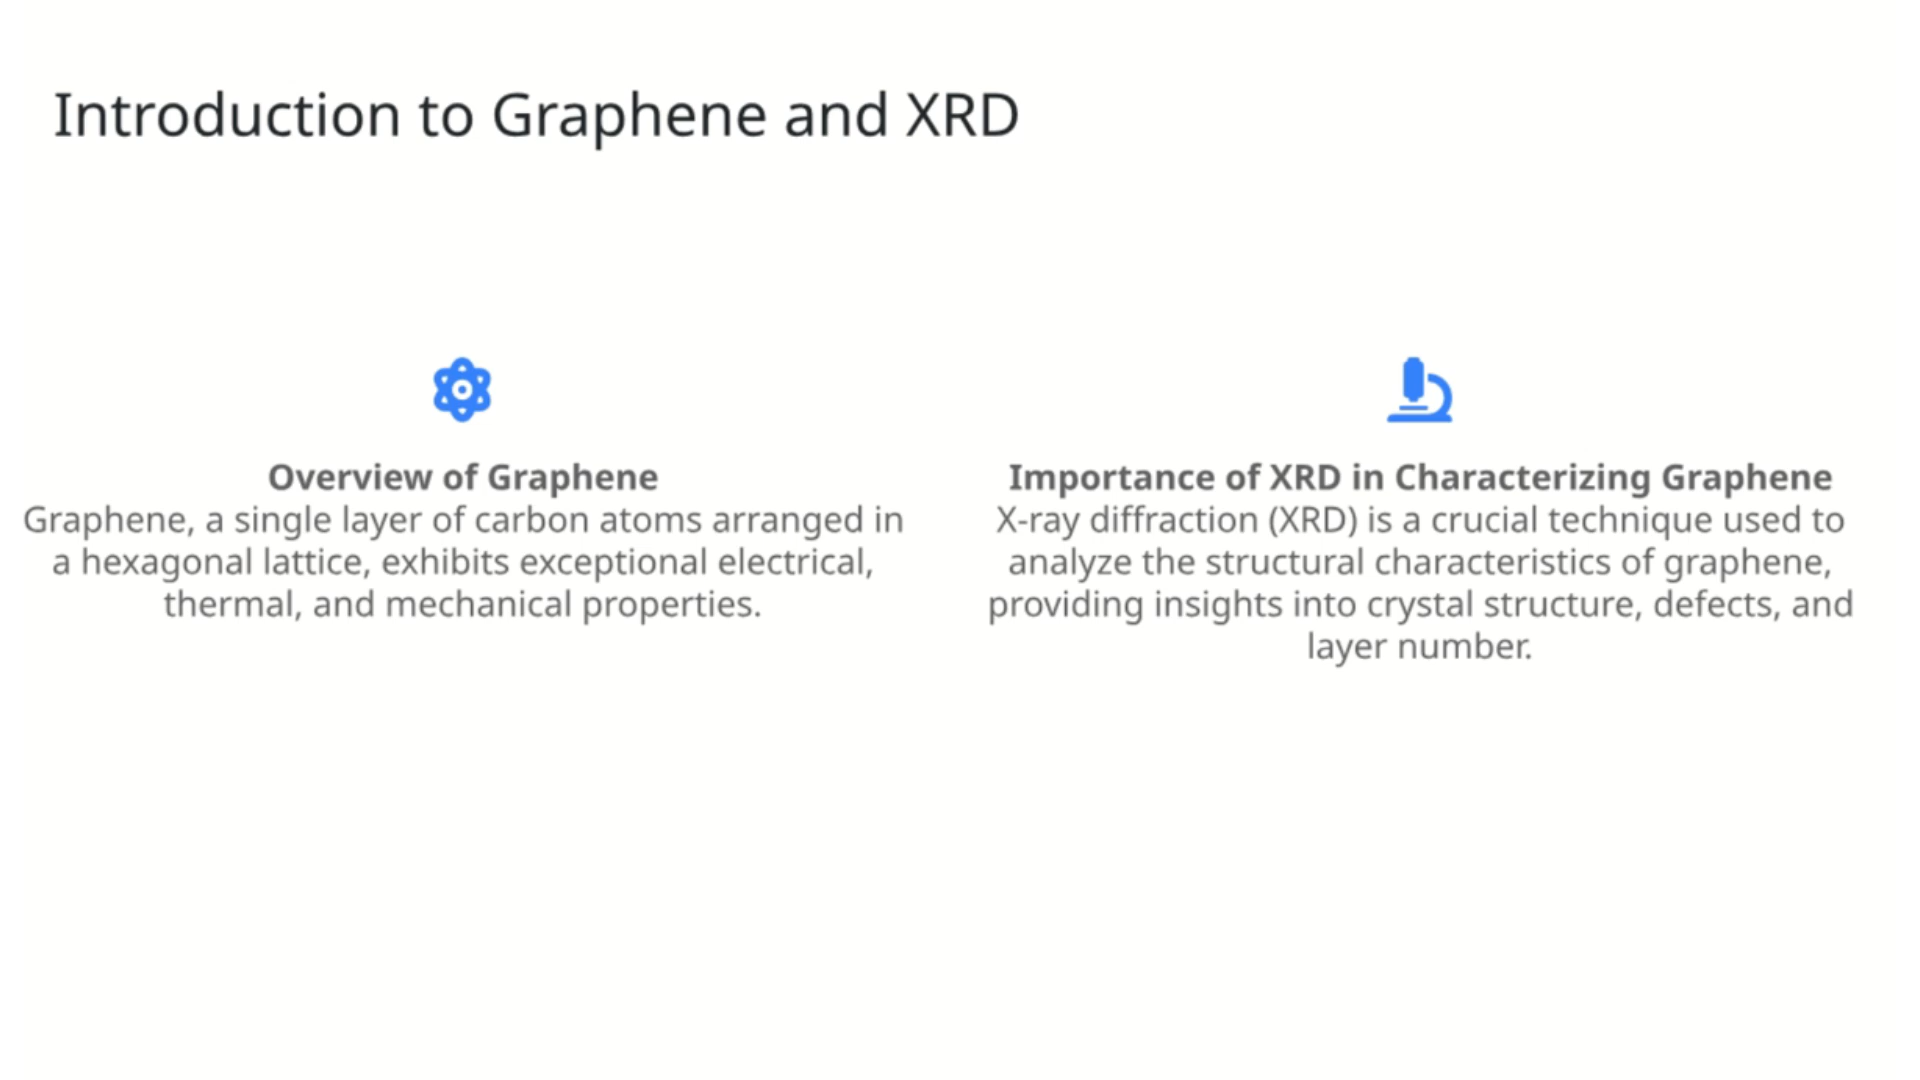 Introduction to Graphene and XRD
Overview of Graphene
Graphene, a single layer of carbon atoms arranged in
a hexagonal lattice, exhibits exceptional electrical,
thermal, and mechanical properties.
Importance of XRD in Characterizing Graphene
X-ray diffraction (XRD) is a crucial technique used to
analyze the structural characteristics of graphene,
providing insights into crystal structure, defects, and
layer number.